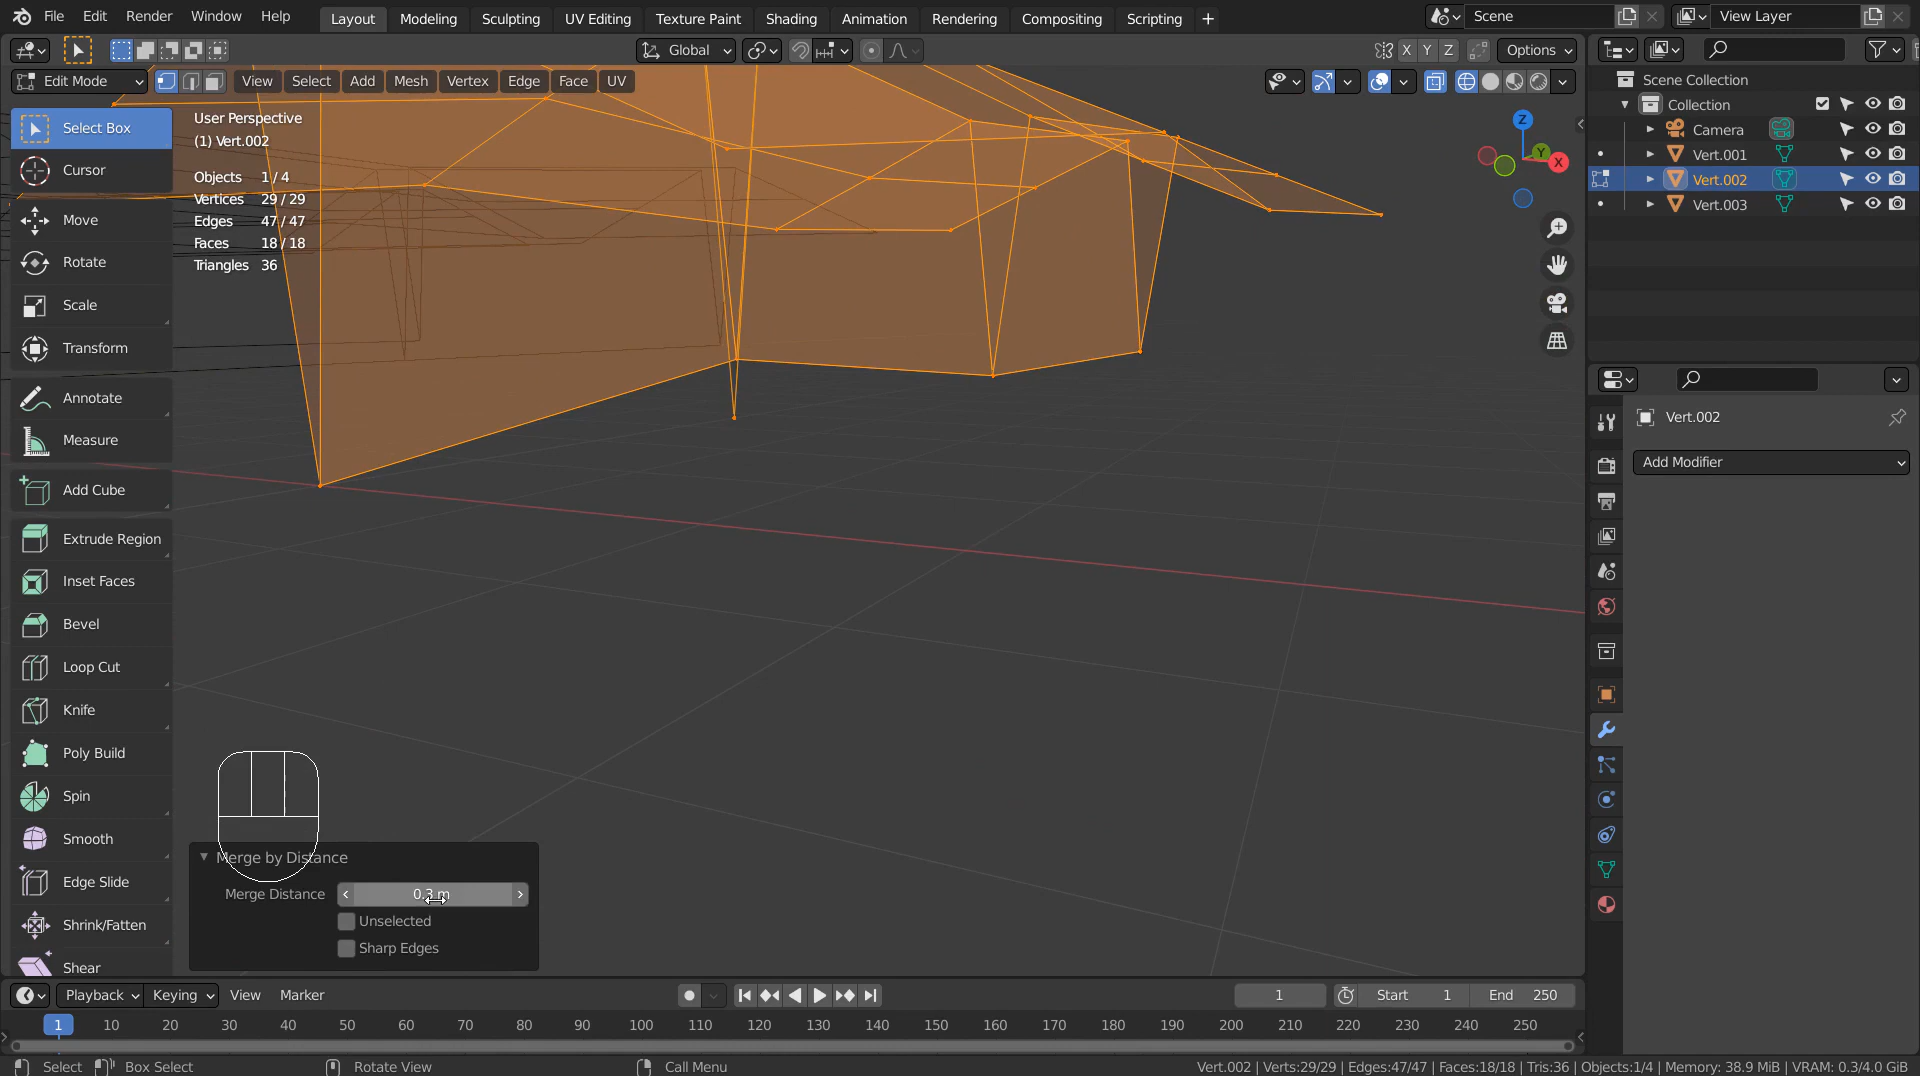 File Edit Render Window Help Layout Modeling Sculpting UV Editing Texture Paint Shading Animation Rendering Compositing Scripting + Scene View Layer
Global X Y Z Options
Edit Mode View Select Add Mesh Vertex Edge Face UV
Scene Collection
Collection
Camera
Vert.001
Vert.002
Vert.003
Select Box
Cursor
Move
Rotate
Scale
Transform
Annotate
Measure
Add Cube
Extrude Region
Inset Faces
Bevel
Loop Cut
Knife
Poly Build
Spin
Smooth
Edge Slide
Shrink/Fatten
Shear
User Perspective
(1) Vert.002
Objects 1 / 4
Vertices 29 / 29
Edges 47 / 47
Faces 18 / 18
Triangles 36
Z
Y
X
Vert.002
Add Modifier
Merge by Distance
Merge Distance 0.3 m
Unselected
Sharp Edges
Playback Keying View Marker 1 Start 1 End 250
1 10 20 30 40 50 60 70 80 90 100 110 120 130 140 150 160 170 180 190 200 210 220 230 240 250
Select Box Select Rotate View Call Menu Vert.002 | Verts:29/29 | Edges:47/47 | Faces:18/18 | Tris:36 | Objects:1/4 | Memory: 38.9 MiB | VRAM: 0.3/4.0 GiB